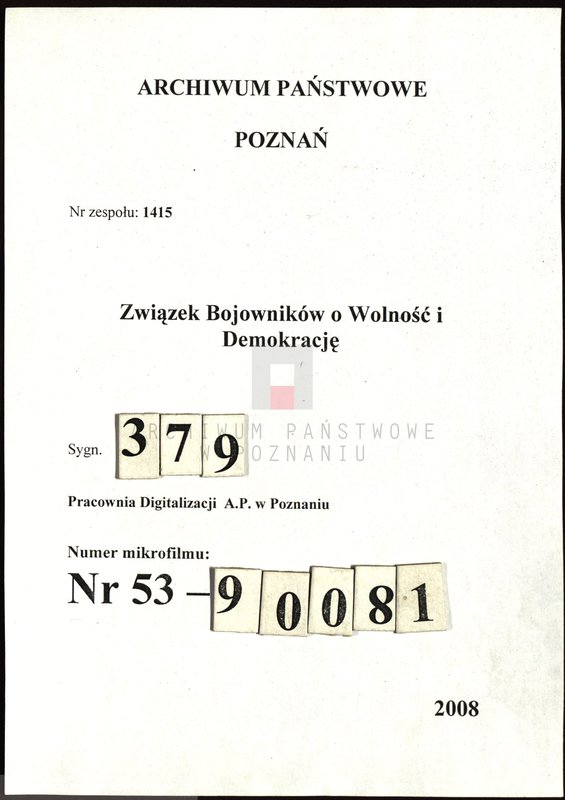 ARCHIWUM PAŃSTWOWE
POZNAŃ
Nr zespołu: 1415
Związek Bojowników o Wolność i
Demokrację
ARCHIWUM PAŃSTWOWE
W POZNANIU
Sygn. 379
Pracownia Digitalizacji A.P. w Poznaniu
Numer mikrofilmu:
Nr 53 – 90081
2008